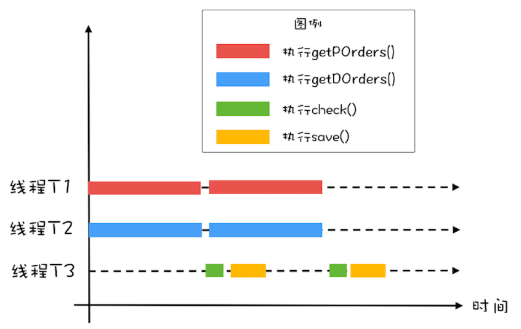 图例
执行getPOrders()
执行getDOrders()
执行check()
执行save()
线程T1
线程T2
线程T3
时间